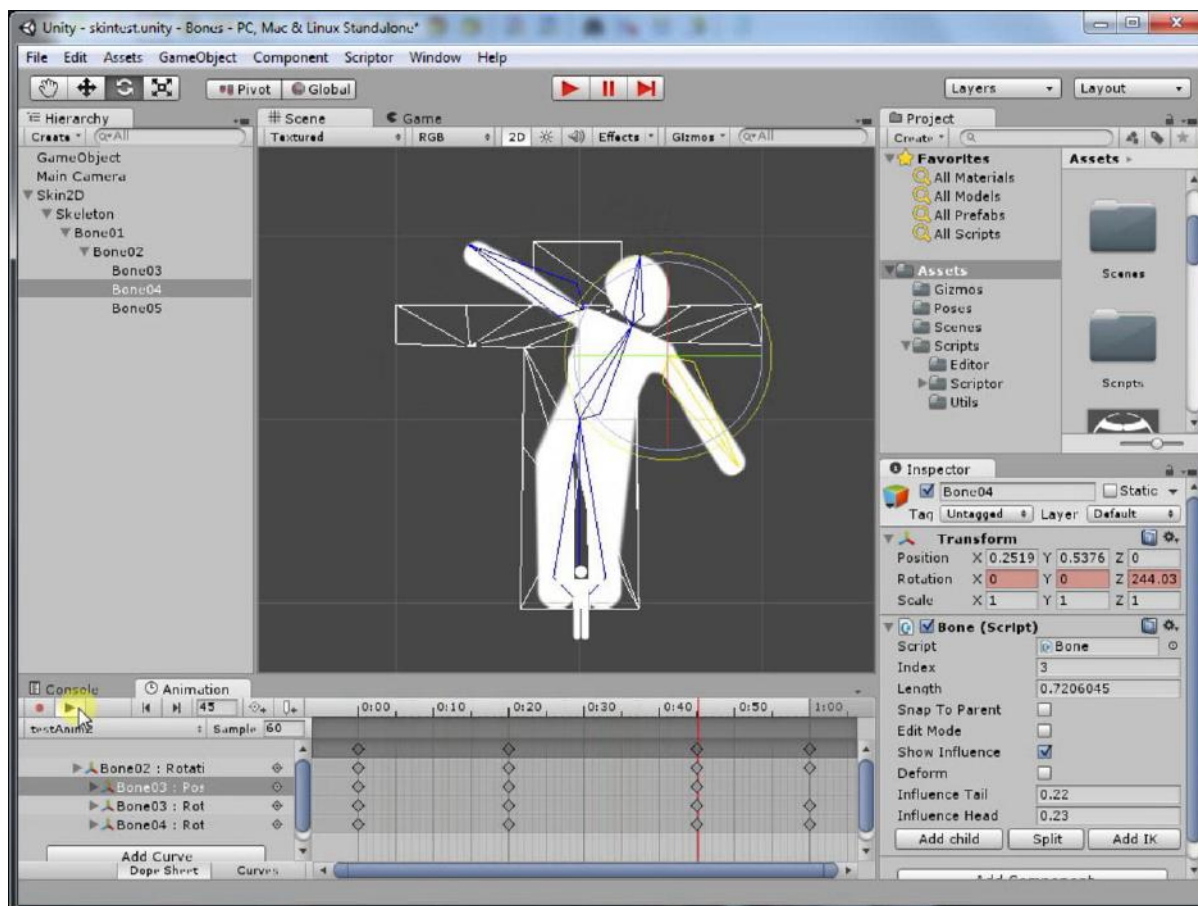 Unity - skintest.unity - Bones - PC, Mac & Linux Standalone*
File Edit Assets GameObject Component Scriptor Window Help
Pivot Global Layers Layout
Hierarchy
Create All
GameObject
Main Camera
Skin2D
Skeleton
Bone01
Bone02
Bone03
Bone04
Bone05
Scene Game
Textured RGB 2D Effects Gizmos All
Project
Create
Favorites
All Materials
All Models
All Prefabs
All Scripts
Assets
Gizmos
Poses
Scenes
Scripts
Editor
Scriptor
Utils
Assets
Scenes
Scripts
Inspector
Bone04 Static
Tag Untagged Layer Default
Transform
Position X 0.2519 Y 0.5376 Z 0
Rotation X 0 Y 0 Z 244.03
Scale X 1 Y 1 Z 1
Bone (Script)
Script Bone
Index 3
Length 0.7206045
Snap To Parent
Edit Mode
Show Influence
Deform
Influence Tail 0.22
Influence Head 0.23
Add child Split Add IK
Add Component
Console Animation
45 0:00 0:10 0:20 0:30 0:40 0:50 1:00
testAnim2 Sample 60
Bone02 : Rotati
Bone03 : Pos
Bone03 : Rot
Bone04 : Rot
Add Curve
Dope Sheet Curves